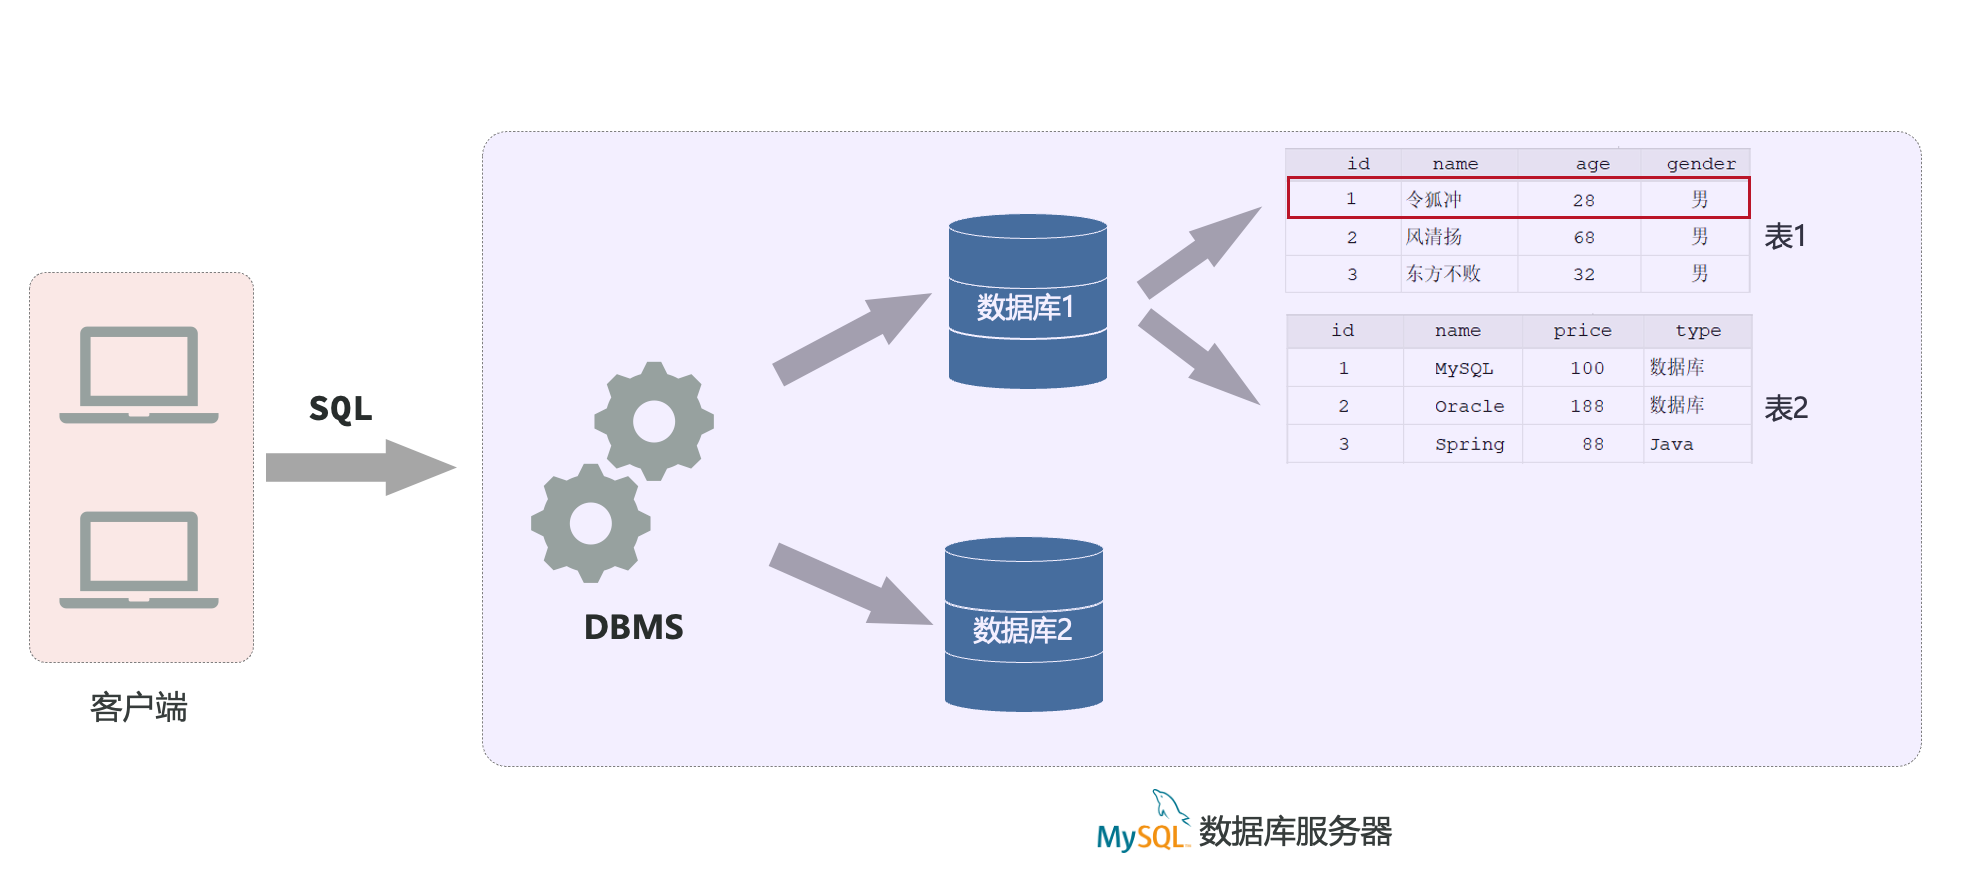 客户端
SQL
DBMS
数据库1
数据库2
id name age gender
1 令狐冲 28 男
2 风清扬 68 男
3 东方不败 32 男
表1
id name price type
1 MySQL 100 数据库
2 Oracle 188 数据库
3 Spring 88 Java
表2
MySQL™ 数据库服务器